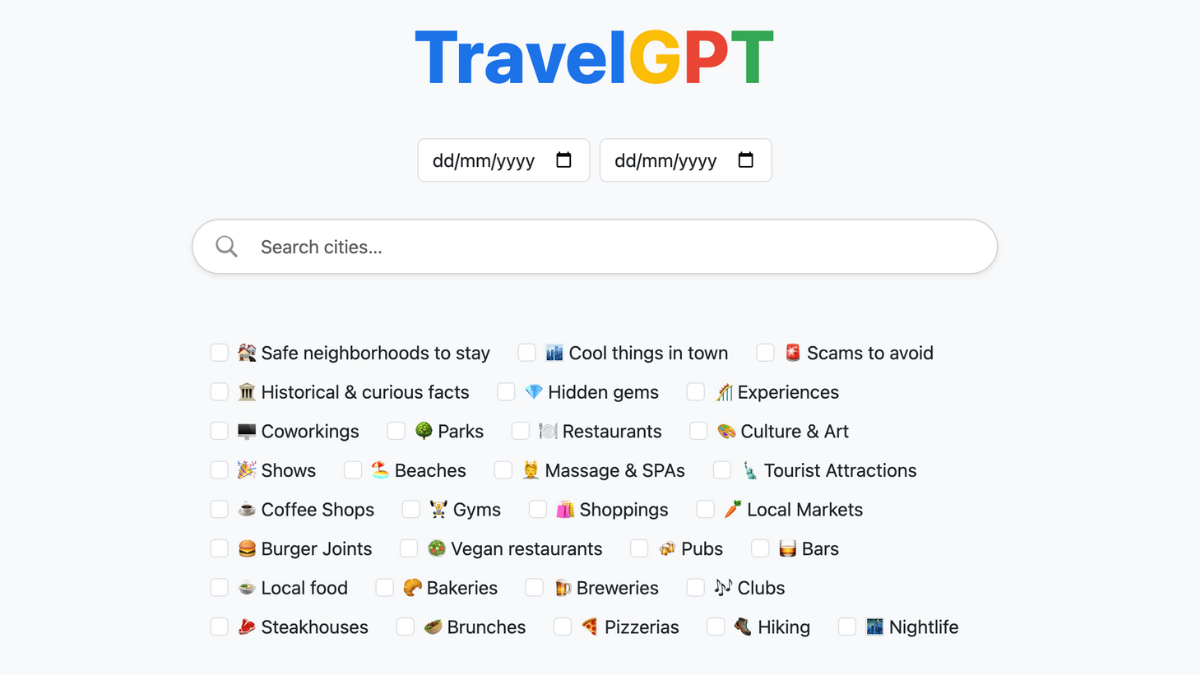 TravelGPT
dd/mm/yyyy dd/mm/yyyy
Search cities...
Safe neighborhoods to stay Cool things in town Scams to avoid
Historical & curious facts Hidden gems Experiences
Coworkings Parks Restaurants Culture & Art
Shows Beaches Massage & SPAs Tourist Attractions
Coffee Shops Gyms Shoppings Local Markets
Burger Joints Vegan restaurants Pubs Bars
Local food Bakeries Breweries Clubs
Steakhouses Brunches Pizzerias Hiking Nightlife